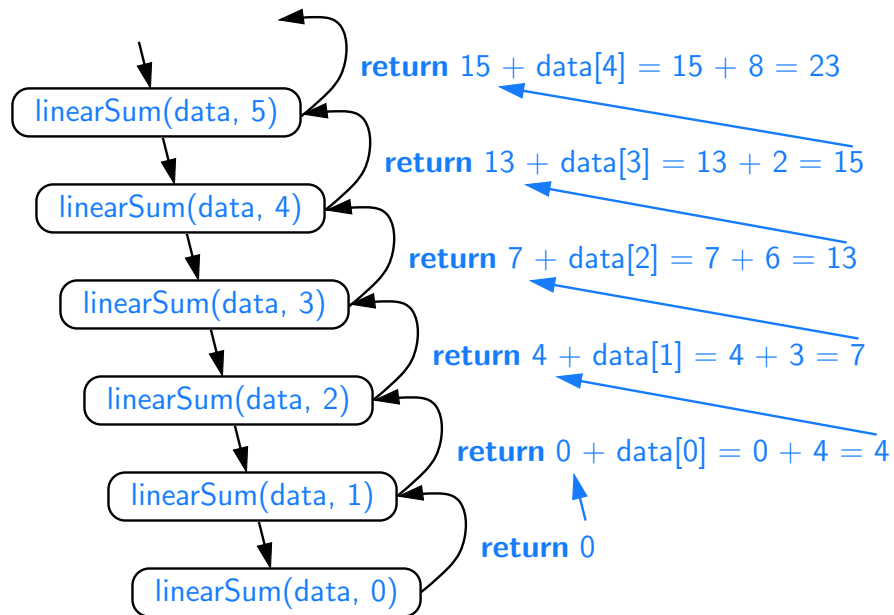 return 15 + data[4] = 15 + 8 = 23
linearSum(data, 5)
return 13 + data[3] = 13 + 2 = 15
linearSum(data, 4)
return 7 + data[2] = 7 + 6 = 13
linearSum(data, 3)
return 4 + data[1] = 4 + 3 = 7
linearSum(data, 2)
return 0 + data[0] = 0 + 4 = 4
linearSum(data, 1)
return 0
linearSum(data, 0)